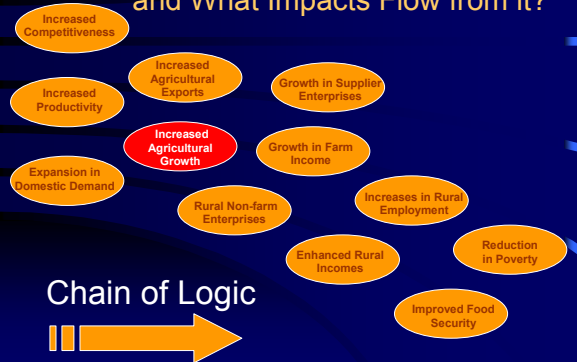 and What Impacts Flow from it?
Increased
Competitiveness
Increased
Agricultural
Exports
Growth in Supplier
Enterprises
Increased
Productivity
Increased
Agricultural
Growth
Growth in Farm
Income
Expansion in
Domestic Demand
Rural Non-farm
Enterprises
Increases in Rural
Employment
Enhanced Rural
Incomes
Reduction
in Poverty
Chain of Logic
Improved Food
Security